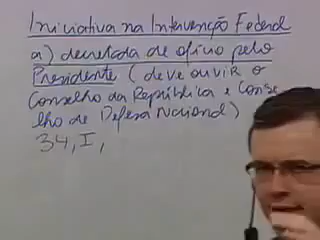 Iniciativa na Intervenção Federal
a) decretada de ofício pelo
Presidente (deve ouvir o
Conselho da República e Conse
lho de Defesa Nacional)
34, I,